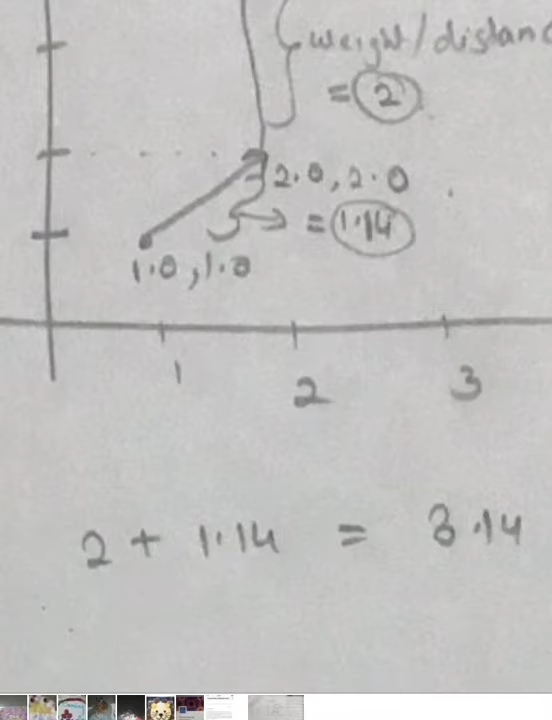 weight/distanc
= 2
2.0, 2.0
= 1.14
1.0, 1.0
1 2 3
2 + 1.14 = 3.14